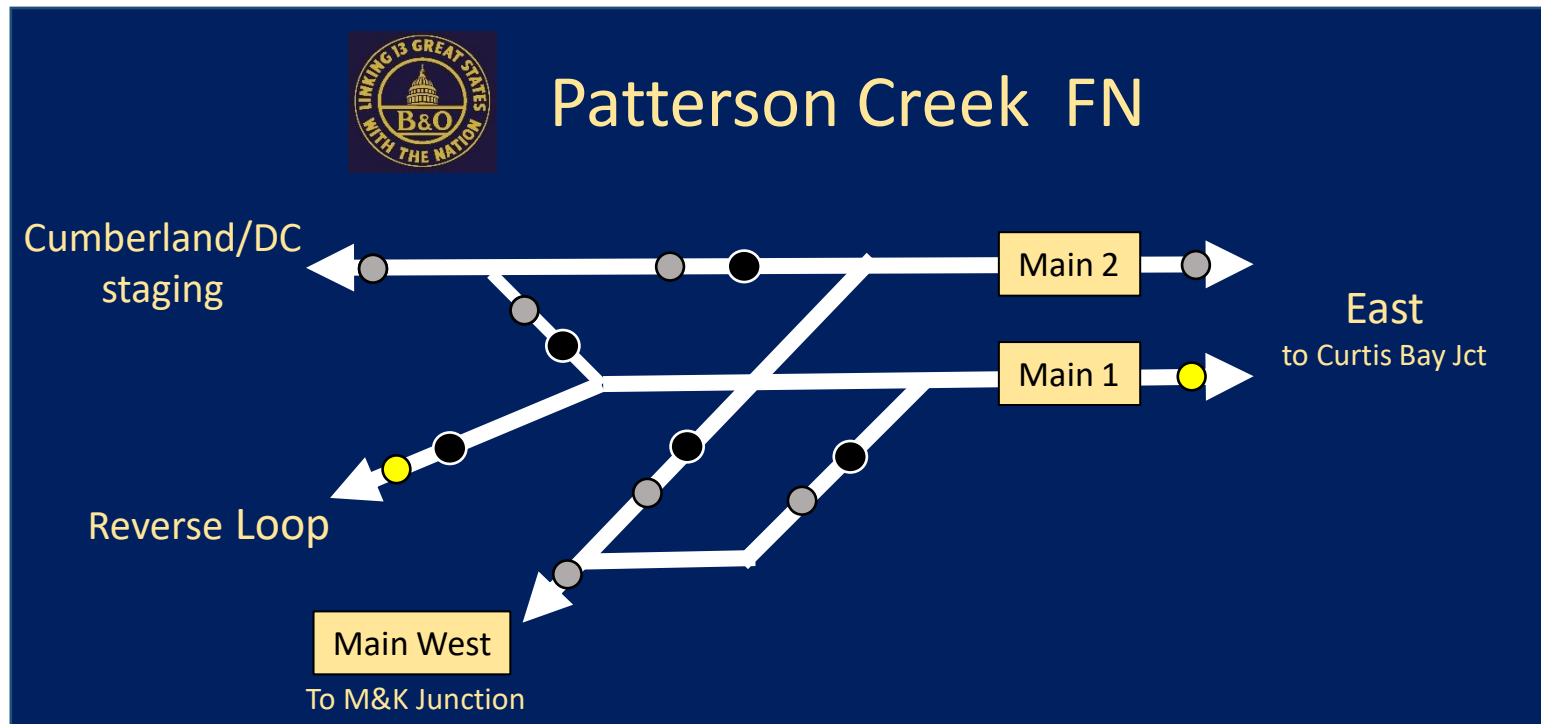 LINKING 13 GREAT STATES
B&O
WITH THE NATION
Patterson Creek FN
Cumberland/DC
staging
Main 2
East
to Curtis Bay Jct
Main 1
Reverse Loop
Main West
To M&K Junction